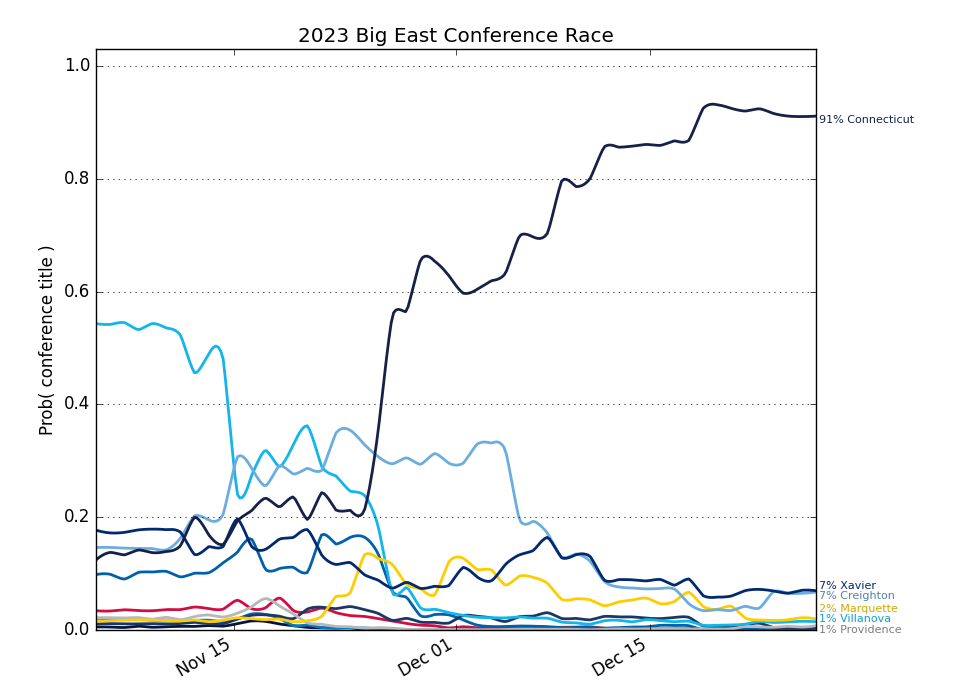 2023 Big East Conference Race
Prob( conference title )
1.0
0.8
0.6
0.4
0.2
0.0
Nov 15
Dec 01
Dec 15
91% Connecticut
7% Xavier
7% Creighton
2% Marquette
1% Villanova
1% Providence